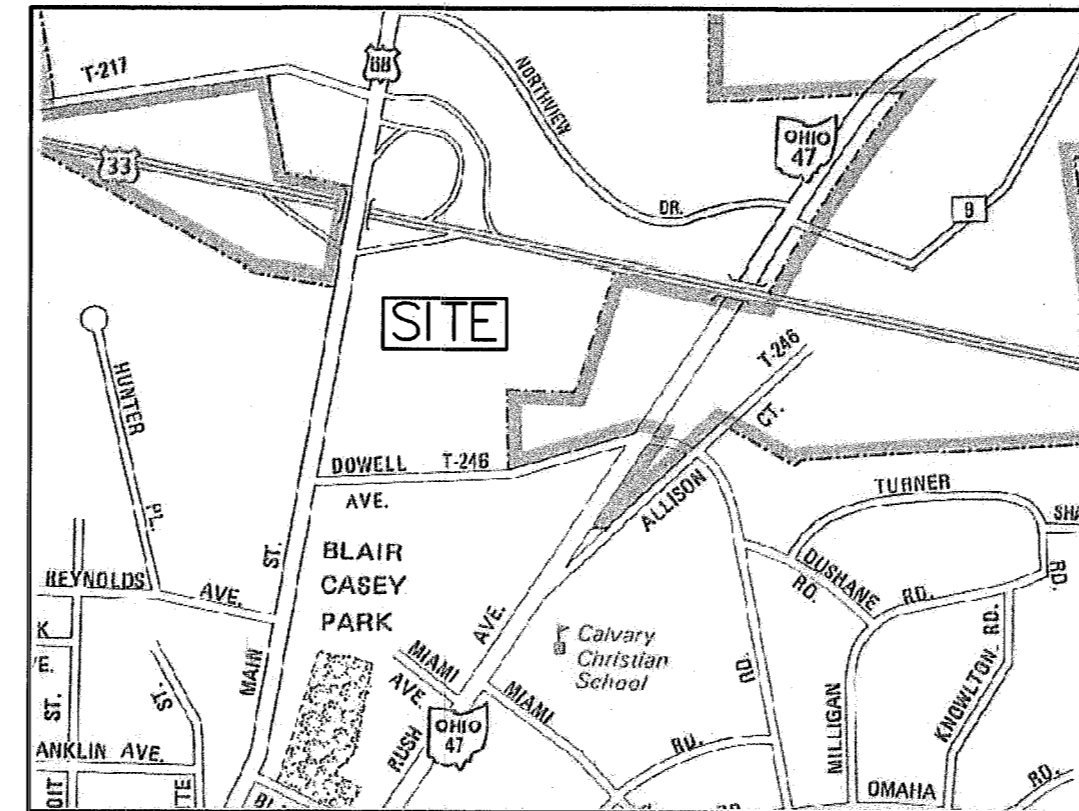 T-217
68
NORTHVIEW
DR.
OHIO
47
33
9
SITE
T-246
CT.
HUNTER
PL.
DOWELL T-246
AVE.
ALLISON
TURNER
BLAIR
CASEY
PARK
ST.
DUSHANE
RD.
RD.
RD.
REYNOLDS
AVE.
AVE.
Calvary
Christian
School
MAIN
ST.
ST.
K
MIAMI
AVE.
MIAMI
RD.
MILLIGAN
KNOWLTON RD.
RUSH
OHIO
47
RD.
ANKLIN AVE.
OMAHA
RD.